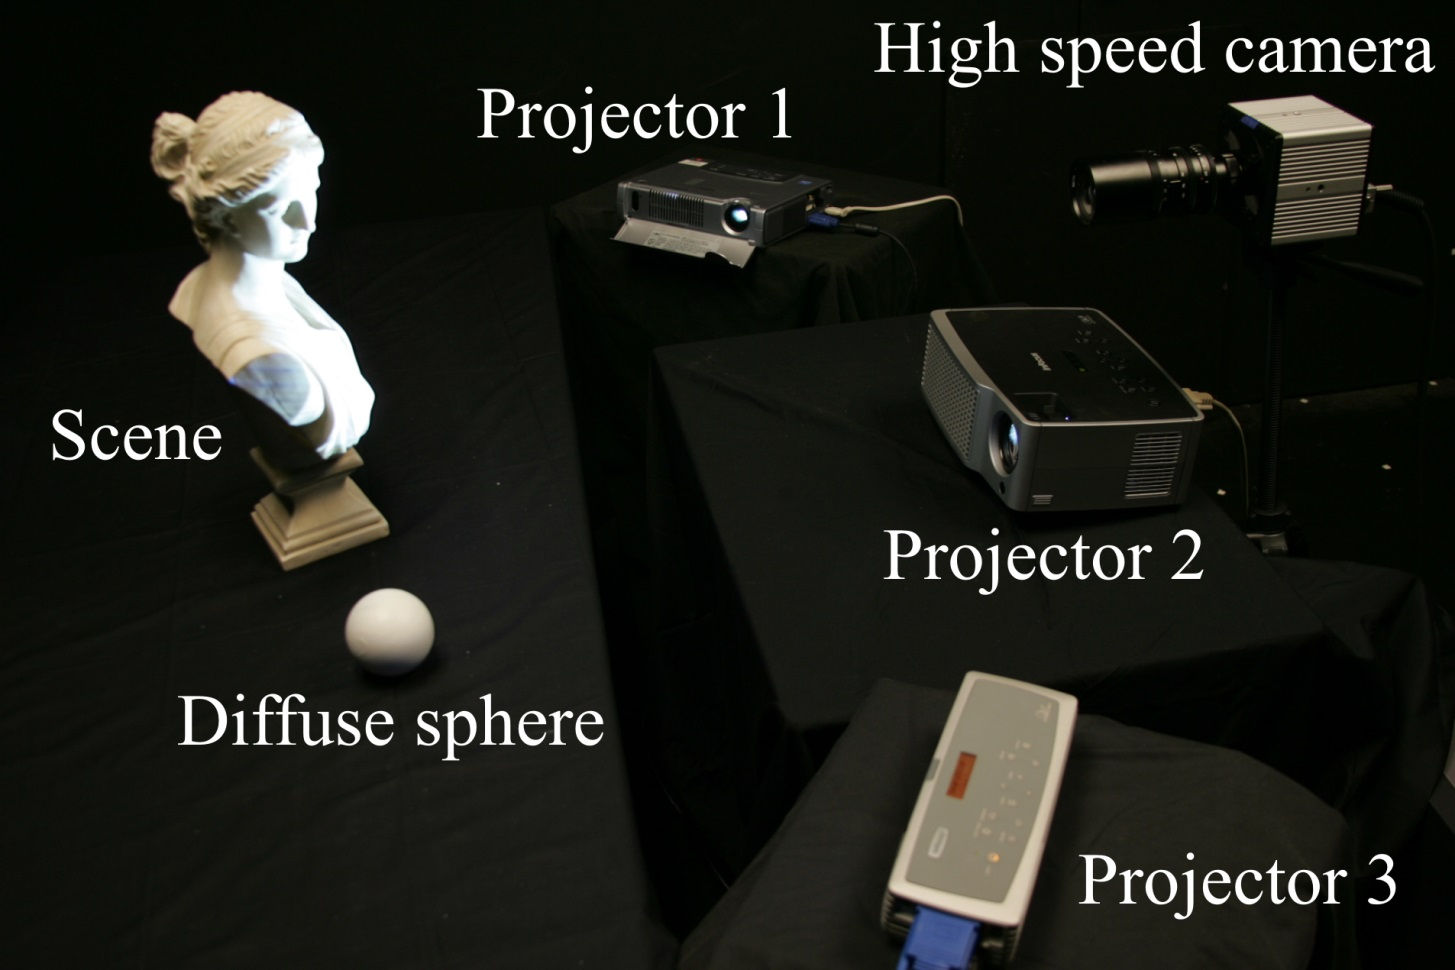 High speed camera
Projector 1
Scene
Projector 2
Diffuse sphere
Projector 3